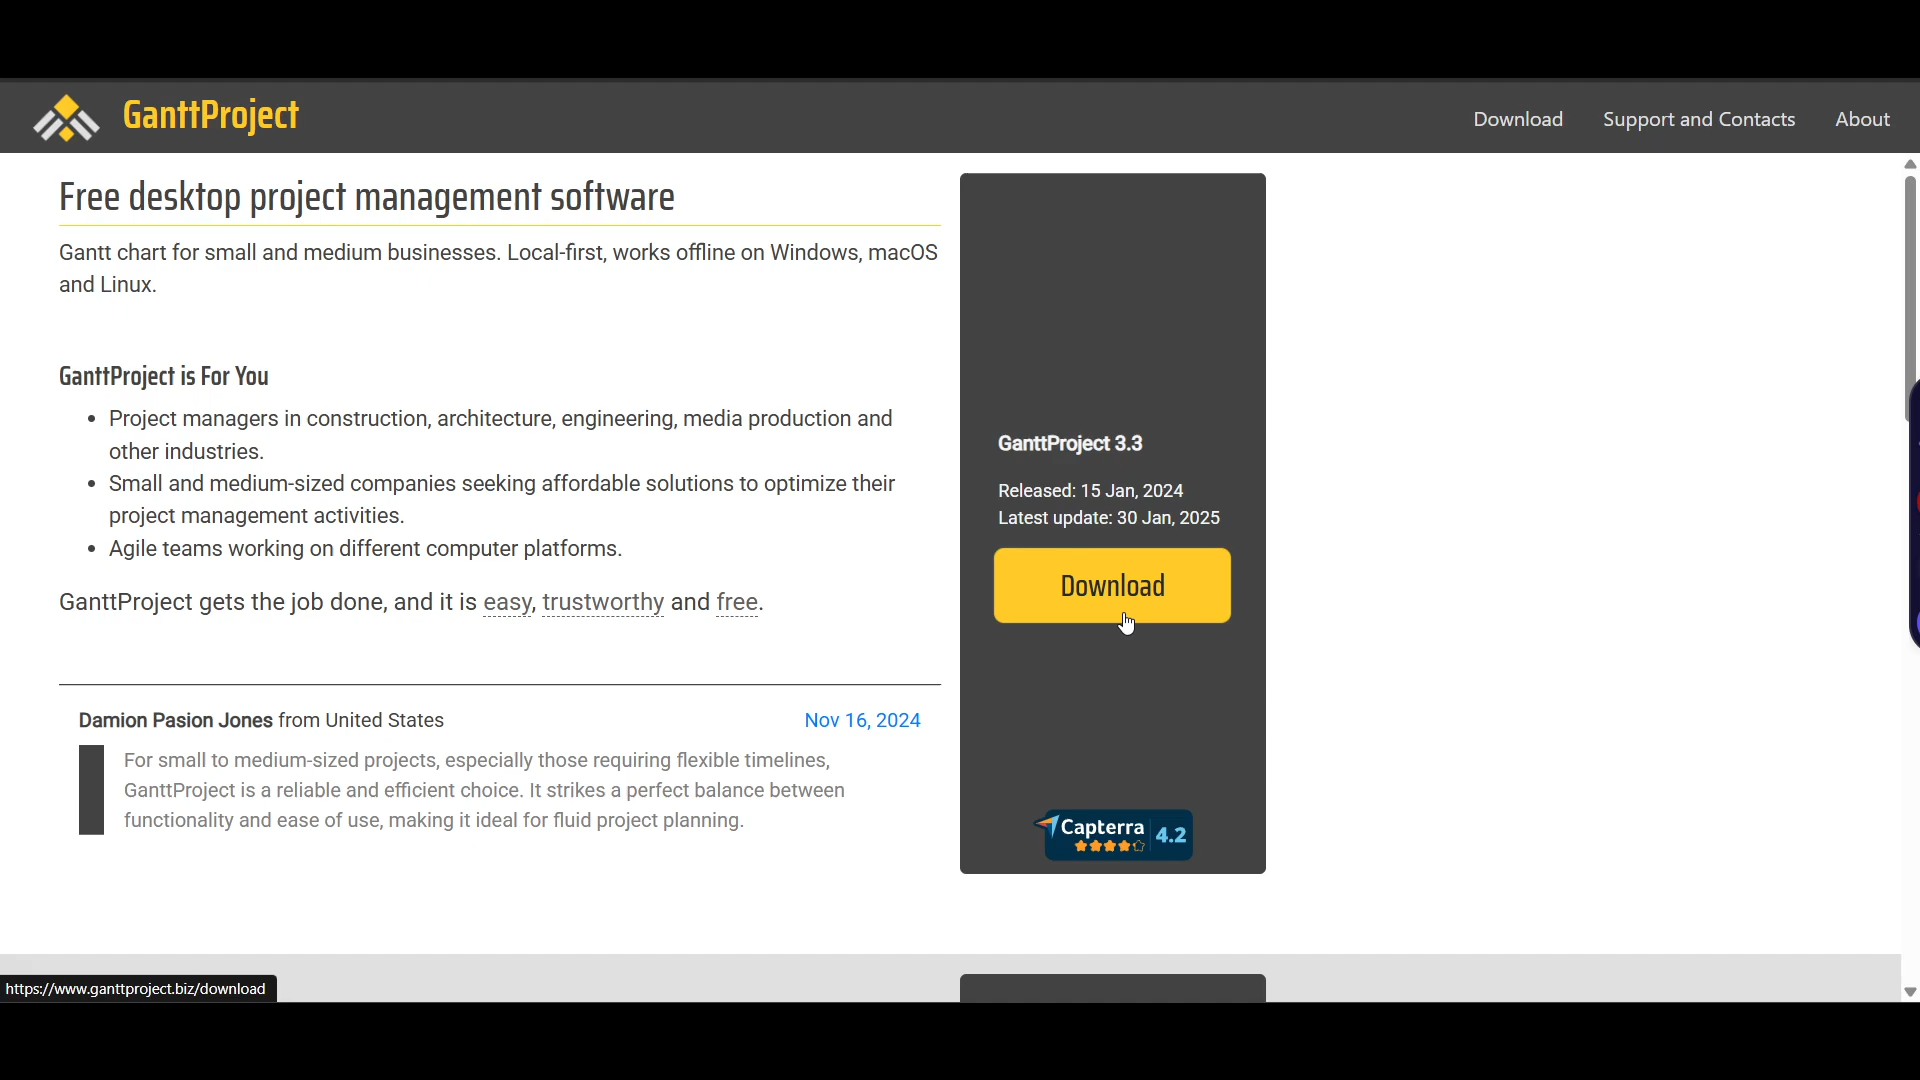 GanttProject
Download
Support and Contacts
About
Free desktop project management software
Gantt chart for small and medium businesses. Local-first, works offline on Windows, macOS
and Linux.
GanttProject is For You
• Project managers in construction, architecture, engineering, media production and
other industries.
• Small and medium-sized companies seeking affordable solutions to optimize their
project management activities.
• Agile teams working on different computer platforms.
GanttProject gets the job done, and it is easy, trustworthy and free.
Damion Pasion Jones from United States
Nov 16, 2024
For small to medium-sized projects, especially those requiring flexible timelines,
GanttProject is a reliable and efficient choice. It strikes a perfect balance between
functionality and ease of use, making it ideal for fluid project planning.
GanttProject 3.3
Released: 15 Jan, 2024
Latest update: 30 Jan, 2025
Download
Capterra
4.2
https://www.ganttproject.biz/download